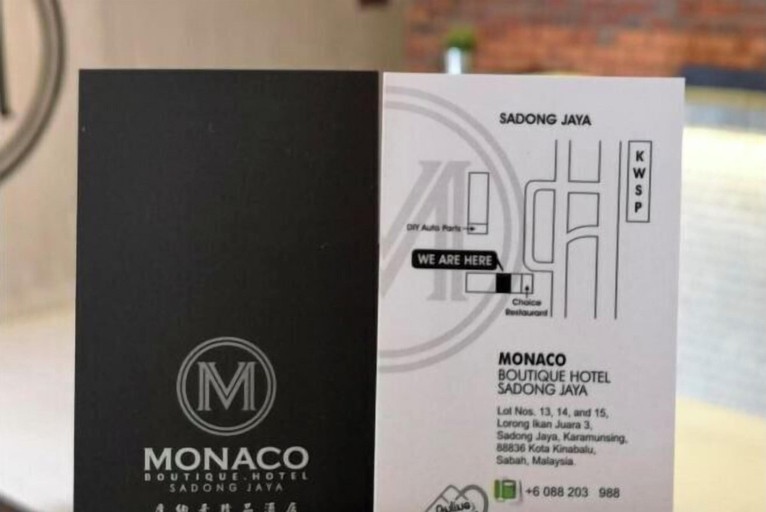 M
MONACO
BOUTIQUE.HOTEL
SADONG JAYA
SADONG JAYA
KWSP
DIY Auto Parts
WE ARE HERE
Choice
Restaurant
MONACO
BOUTIQUE HOTEL
SADONG JAYA
Lot Nos. 13, 14, and 15,
Lorong Ikan Juara 3,
Sadong Jaya, Karamunsing,
88836 Kota Kinabalu,
Sabah, Malaysia.
+6 088 203 988